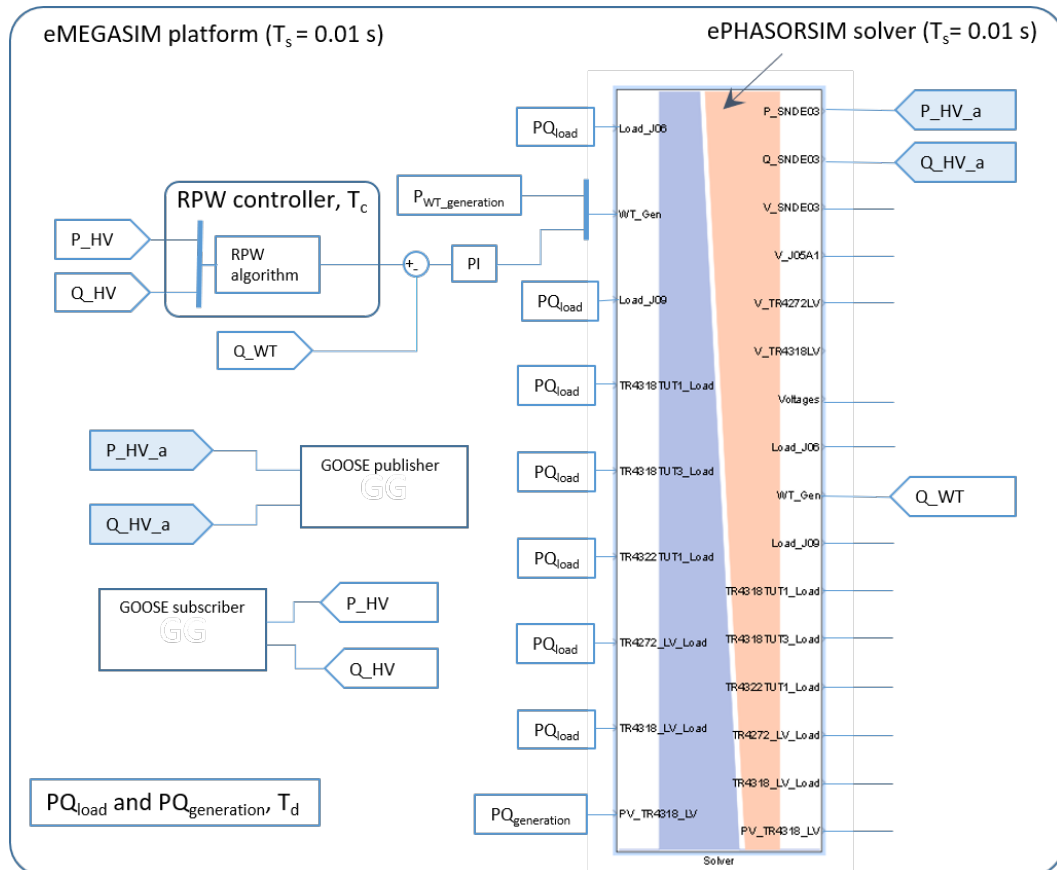 eMEGASIM platform (Ts = 0.01 s)
ePHASORSIM solver (Ts= 0.01 s)
PQload
Load_J06
P_SNDE03
P_HV_a
Q_SNDE03
Q_HV_a
RPW controller, Tc
PWT_generation
WT_Gen
V_SNDE03
P_HV
RPW
algorithm
+
-
PI
V_J05A1
Q_HV
PQload
Load_J09
V_TR4272LV
Q_WT
V_TR4318LV
PQload
TR4318TUT1_Load
Voltages
P_HV_a
GOOSE publisher
GG
Load_J06
PQload
TR4318TUT3_Load
WT_Gen
Q_WT
Q_HV_a
Load_J09
PQload
TR4322TUT1_Load
TR4318TUT1_Load
GOOSE subscriber
GG
P_HV
PQload
TR4272_LV_Load
TR4318TUT3_Load
Q_HV
TR4322TUT1_Load
PQload
TR4318_LV_Load
TR4272_LV_Load
TR4318_LV_Load
PQload and PQgeneration, Td
PQgeneration
PV_TR4318_LV
PV_TR4318_LV
Solver